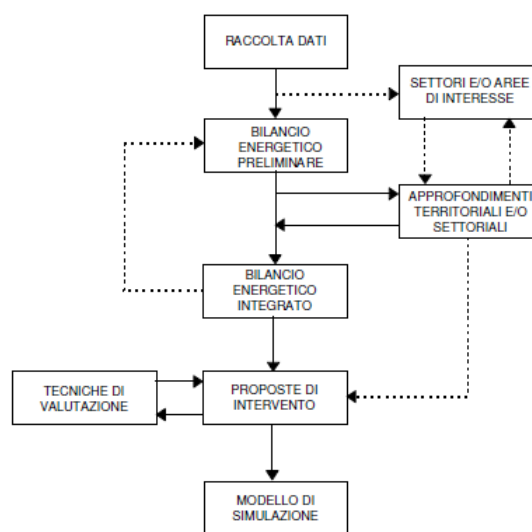 RACCOLTA DATI
SETTORI E/O AREE
DI INTERESSE
BILANCIO
ENERGETICO
PRELIMINARE
APPROFONDIMENTI
TERRITORIALI E/O
SETTORIALI
BILANCIO
ENERGETICO
INTEGRATO
TECNICHE DI
VALUTAZIONE
PROPOSTE DI
INTERVENTO
MODELLO DI
SIMULAZIONE